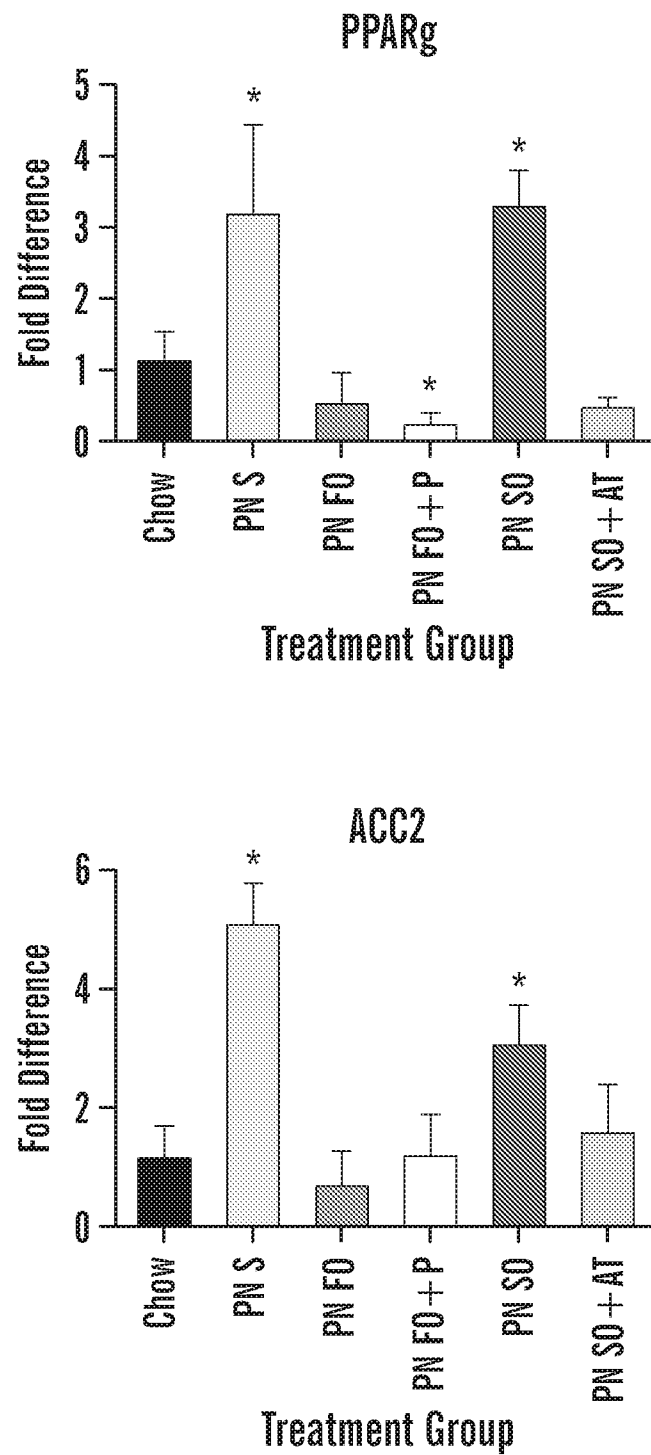 PPARg
5
4
3
2
1
0
Fold Difference
*
*
*
Chow
PN S
PN FO
PN FO+P
PN SO
PN SO+AT
Treatment Group
ACC2
6
4
2
0
Fold Difference
*
*
Chow
PN S
PN FO
PN FO+P
PN SO
PN SO+AT
Treatment Group